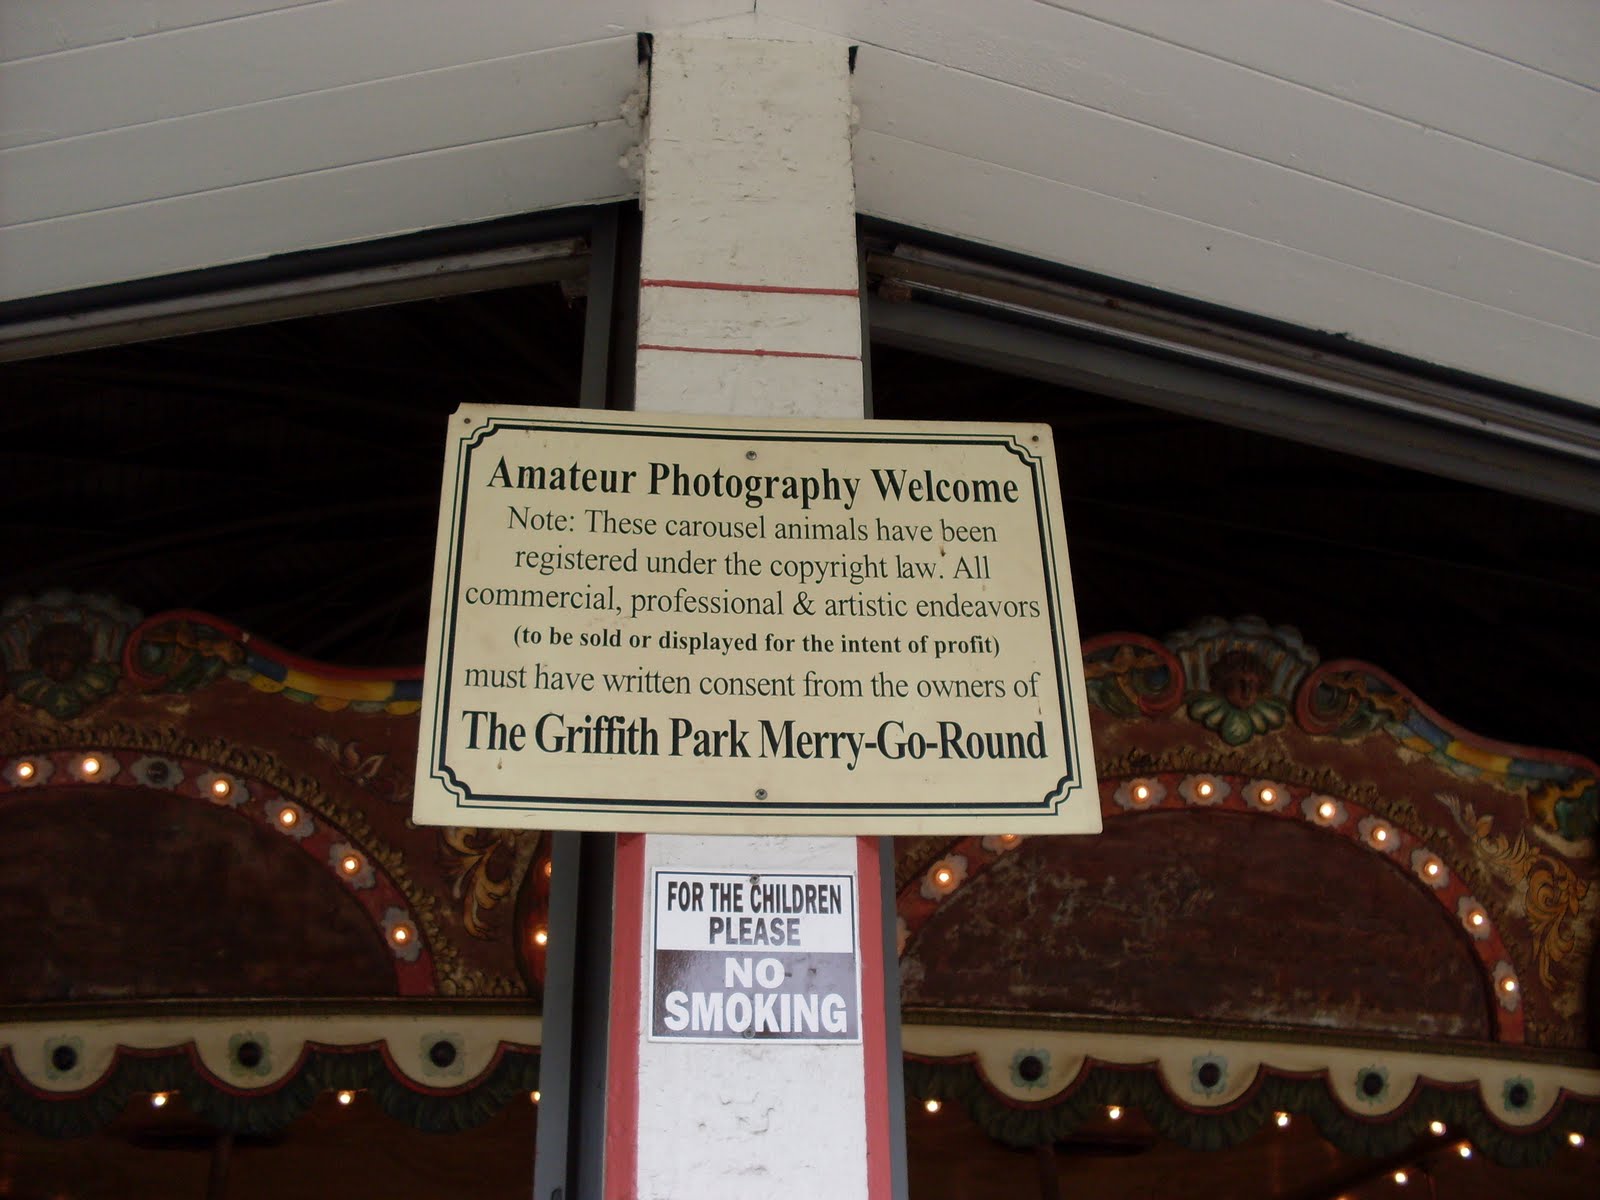 Amateur Photography Welcome
Note: These carousel animals have been
registered under the copyright law. All
commercial, professional & artistic endeavors
(to be sold or displayed for the intent of profit)
must have written consent from the owners of
The Griffith Park Merry-Go-Round
FOR THE CHILDREN
PLEASE
NO
SMOKING